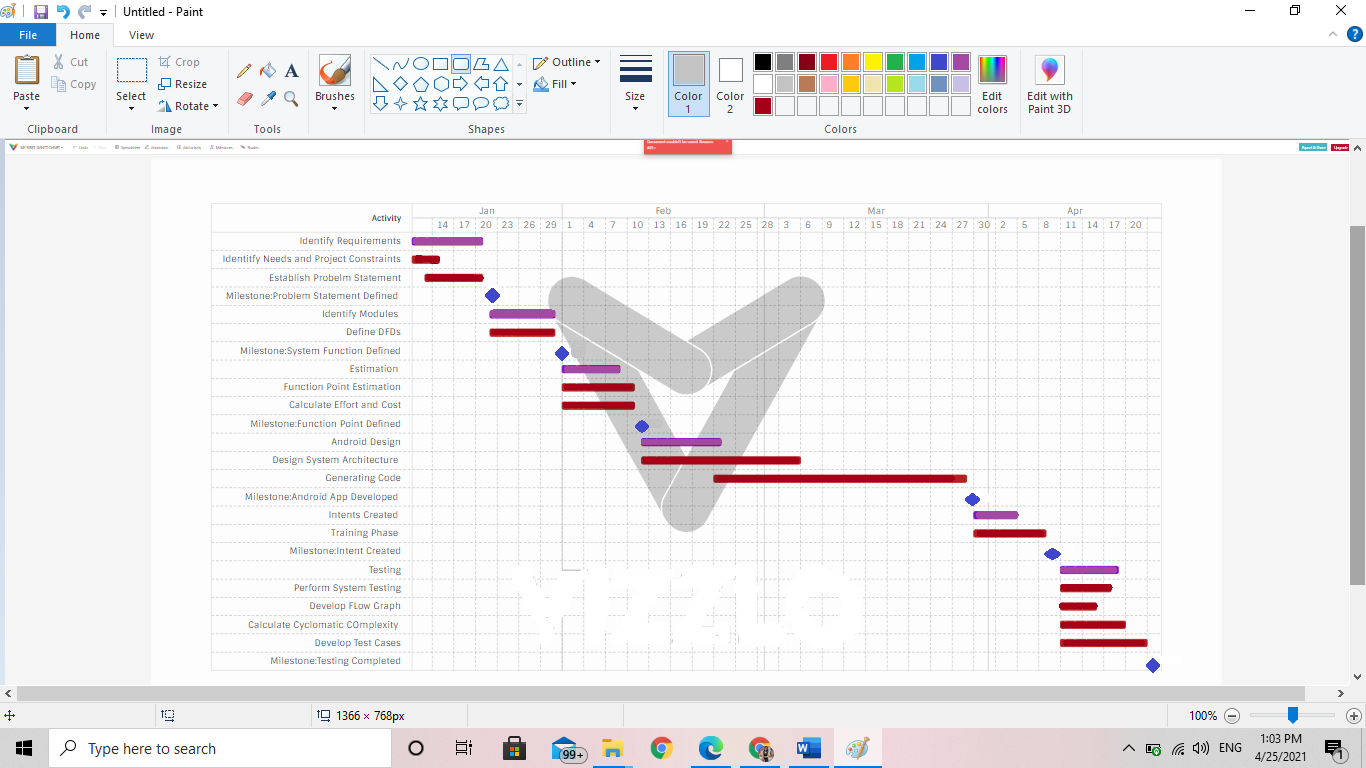 Untitled - Paint
File Home View
Paste Cut Copy Clipboard
Select Crop Resize Rotate Image
Tools
Brushes
Shapes Outline Fill
Size
Color 1 Color 2 Edit colors Colors
Edit with Paint 3D
MY FIRST GANTT CHART
Activity Jan Feb Mar Apr
14 17 20 23 26 29 1 4 7 10 13 16 19 22 25 28 3 6 9 12 15 18 21 24 27 30 2 5 8 11 14 17 20
Identify Requirements
Identitfy Needs and Project Constraints
Establish Probelm Statement
Milestone:Problem Statement Defined
Identify Modules
Define DFDs
Milestone:System Function Defined
Estimation
Function Point Estimation
Calculate Effort and Cost
Milestone:Function Point Defined
Android Design
Design System Architecture
Generating Code
Milestone:Android App Developed
Intents Created
Training Phase
Milestone:Intent Created
Testing
Perform System Testing
Develop FLow Graph
Calculate Cyclomatic COmplexity
Develop Test Cases
Milestone:Testing Completed
1366 × 768px 100%
Type here to search 99+ ENG 1:03 PM 4/25/2021 1